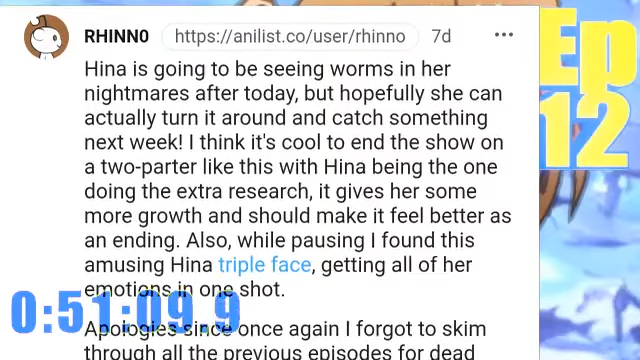 RHINN0 https://anilist.co/user/rhinno 7d •••
Hina is going to be seeing worms in her
nightmares after today, but hopefully she can
actually turn it around and catch something
next week! I think it's cool to end the show on
a two-parter like this with Hina being the one
doing the extra research, it gives her some
more growth and should make it feel better as
an ending. Also, while pausing I found this
amusing Hina triple face, getting all of her
emotions in one shot.
Apologies since once again I forgot to skim
through all the previous episodes for dead
Ep
12
0:51:09.9